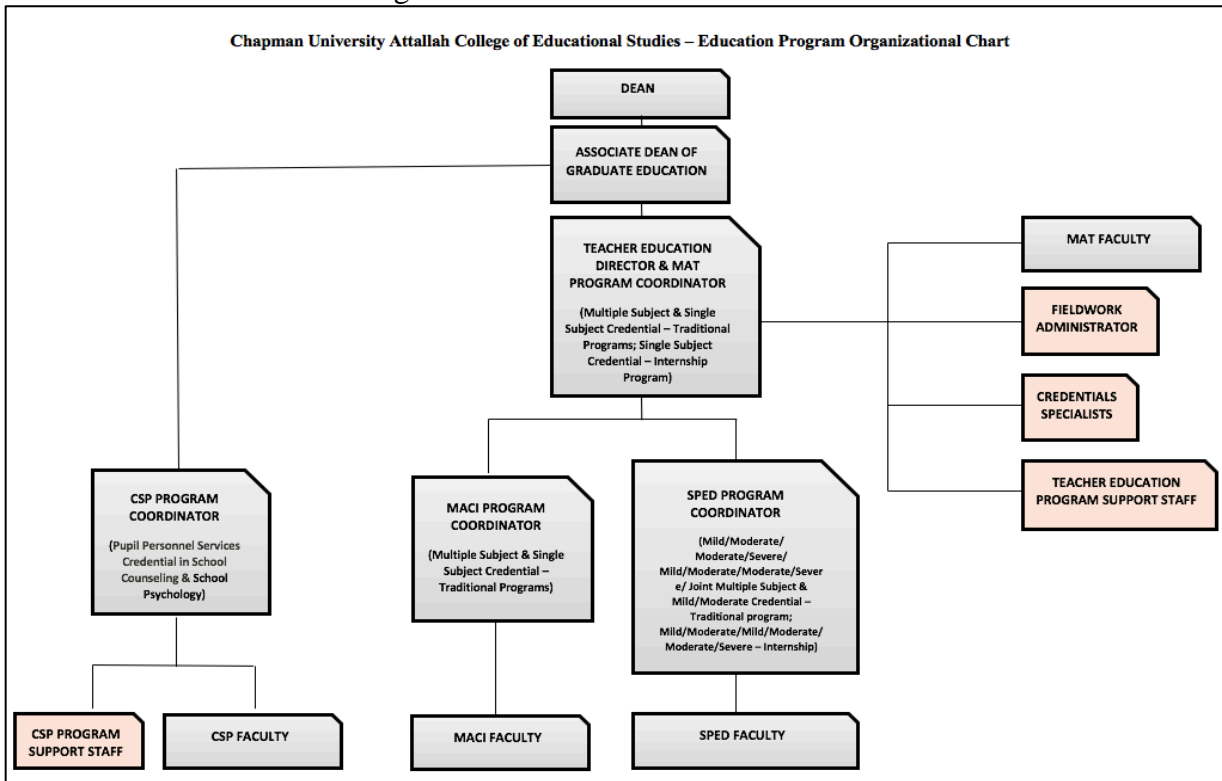 Chapman University Attallah College of Educational Studies – Education Program Organizational Chart
DEAN
ASSOCIATE DEAN OF
GRADUATE EDUCATION
TEACHER EDUCATION
DIRECTOR & MAT
PROGRAM COORDINATOR
(Multiple Subject & Single
Subject Credential – Traditional
Programs; Single Subject
Credential – Internship
Program)
MAT FACULTY
FIELDWORK
ADMINISTRATOR
CREDENTIALS
SPECIALISTS
TEACHER EDUCATION
PROGRAM SUPPORT STAFF
CSP PROGRAM
COORDINATOR
(Pupil Personnel Services
Credential in School
Counseling & School
Psychology)
MACI PROGRAM
COORDINATOR
(Multiple Subject & Single
Subject Credential –
Traditional Programs)
SPED PROGRAM
COORDINATOR
(Mild/Moderate/
Moderate/Severe/
Mild/Moderate/Moderate/Sever
e/ Joint Multiple Subject &
Mild/Moderate Credential –
Traditional program;
Mild/Moderate/Mild/Moderate/
Moderate/Severe – Internship)
CSP PROGRAM
SUPPORT STAFF
CSP FACULTY
MACI FACULTY
SPED FACULTY